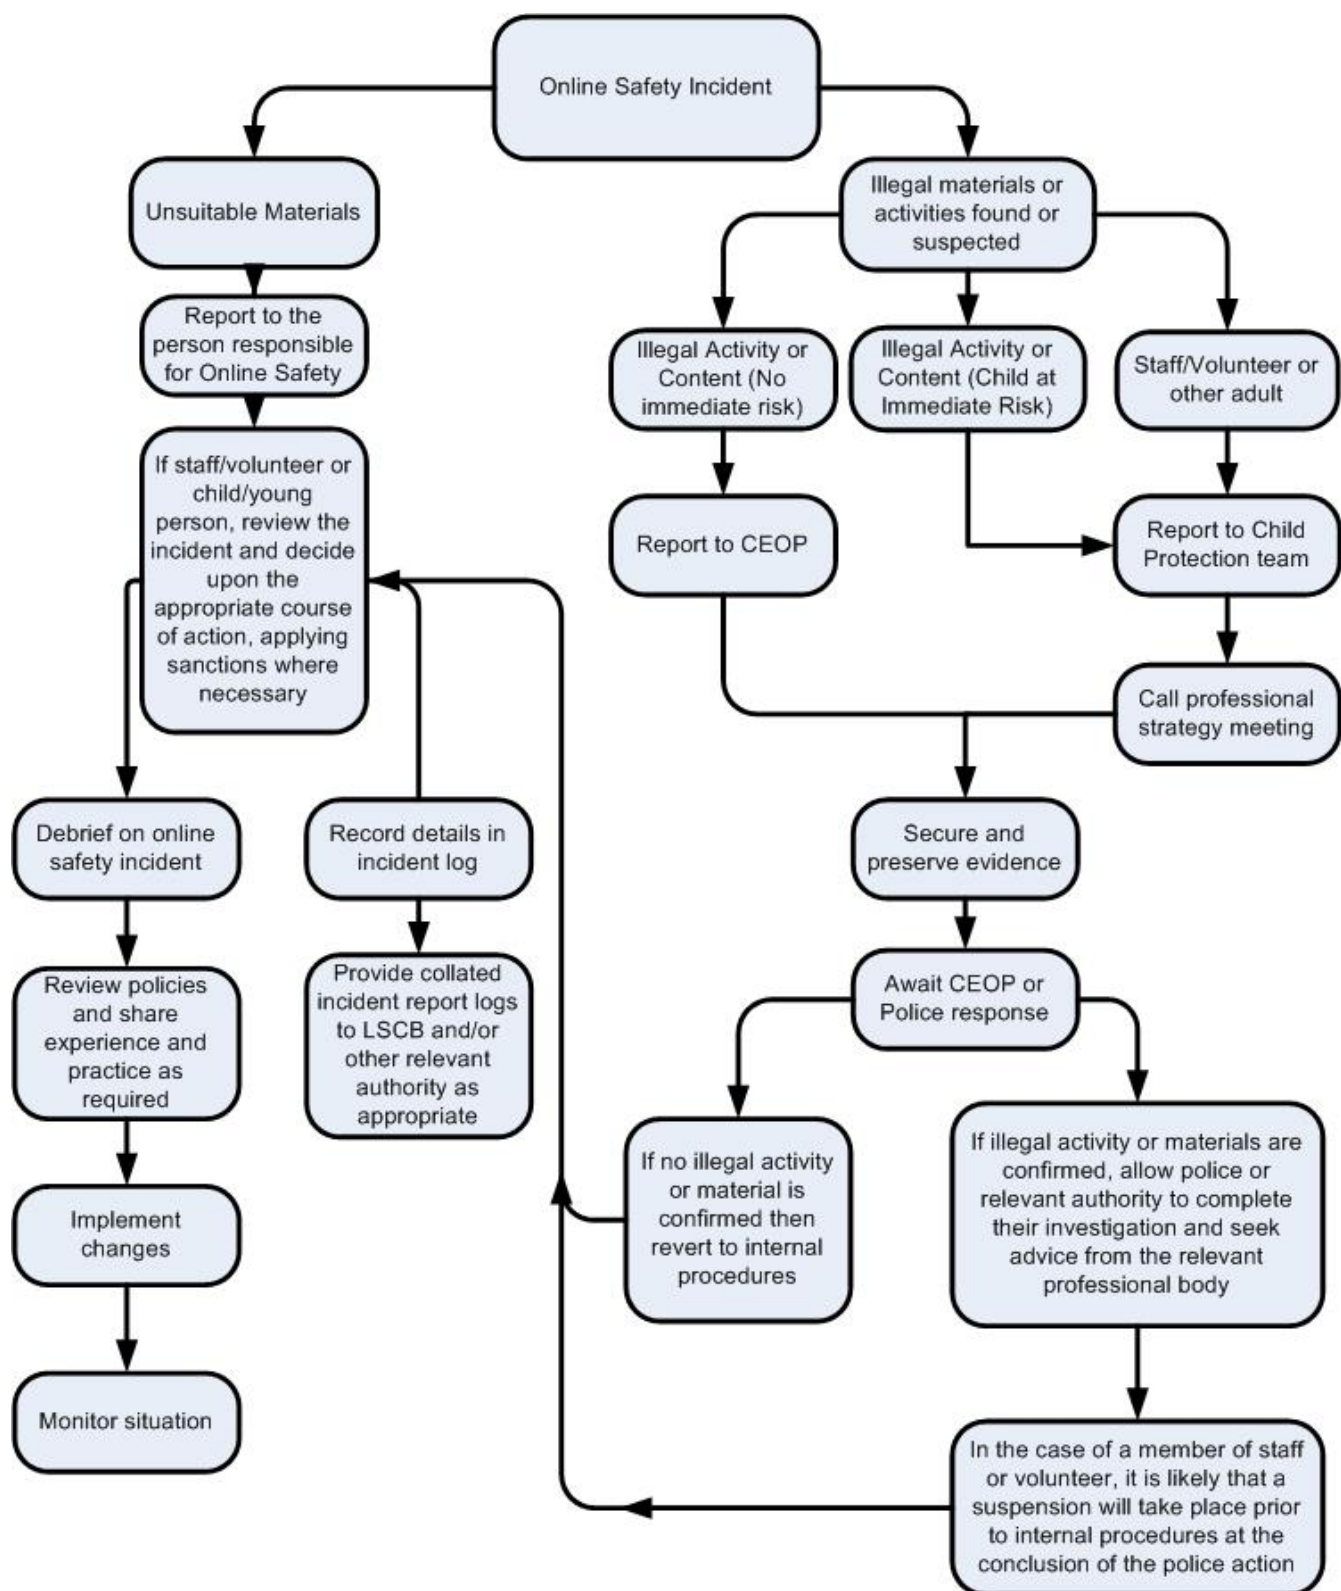 Online Safety Incident
Unsuitable Materials
Report to the
person responsible
for Online Safety
If staff/volunteer or
child/young
person, review the
incident and decide
upon the
appropriate course
of action, applying
sanctions where
necessary
Debrief on online
safety incident
Review policies
and share
experience and
practice as
required
Implement
changes
Monitor situation
Record details in
incident log
Provide collated
incident report logs
to LSCB and/or
other relevant
authority as
appropriate
Illegal materials or
activities found or
suspected
Illegal Activity or
Content (No
immediate risk)
Illegal Activity or
Content (Child at
Immediate Risk)
Staff/Volunteer or
other adult
Report to CEOP
Report to Child
Protection team
Call professional
strategy meeting
Secure and
preserve evidence
Await CEOP or
Police response
If no illegal activity
or material is
confirmed then
revert to internal
procedures
If illegal activity or materials are
confirmed, allow police or
relevant authority to complete
their investigation and seek
advice from the relevant
professional body
In the case of a member of staff
or volunteer, it is likely that a
suspension will take place prior
to internal procedures at the
conclusion of the police action